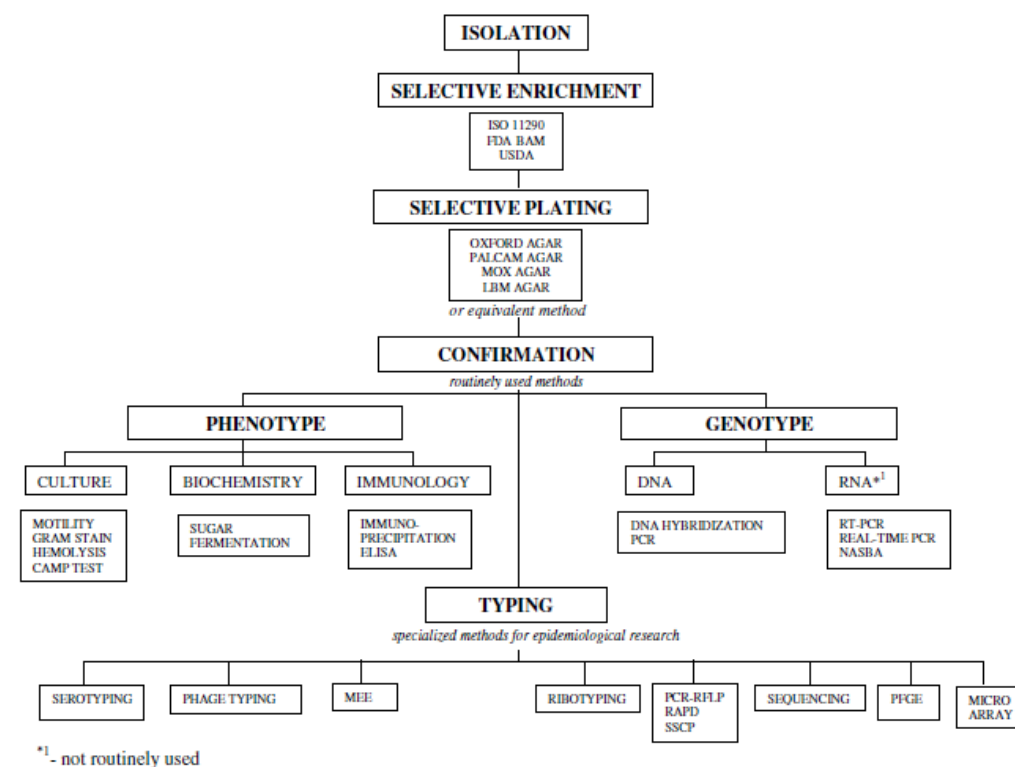 ISOLATION
SELECTIVE ENRICHMENT
ISO 11290
FDA BAM
USDA
SELECTIVE PLATING
OXFORD AGAR
PALCAM AGAR
MOX AGAR
LBM AGAR
or equivalent method
CONFIRMATION
routinely used methods
PHENOTYPE
GENOTYPE
CULTURE
BIOCHEMISTRY
IMMUNOLOGY
DNA
RNA*1
MOTILITY
GRAM STAIN
HEMOLYSIS
CAMP TEST
SUGAR
FERMENTATION
IMMUNO-
PRECIPITATION
ELISA
DNA HYBRIDIZATION
PCR
RT-PCR
REAL-TIME PCR
NASBA
TYPING
specialized methods for epidemiological research
SEROTYPING
PHAGE TYPING
MEE
RIBOTYPING
PCR-RFLP
RAPD
SSCP
SEQUENCING
PFGE
MICRO
ARRAY
*1- not routinely used